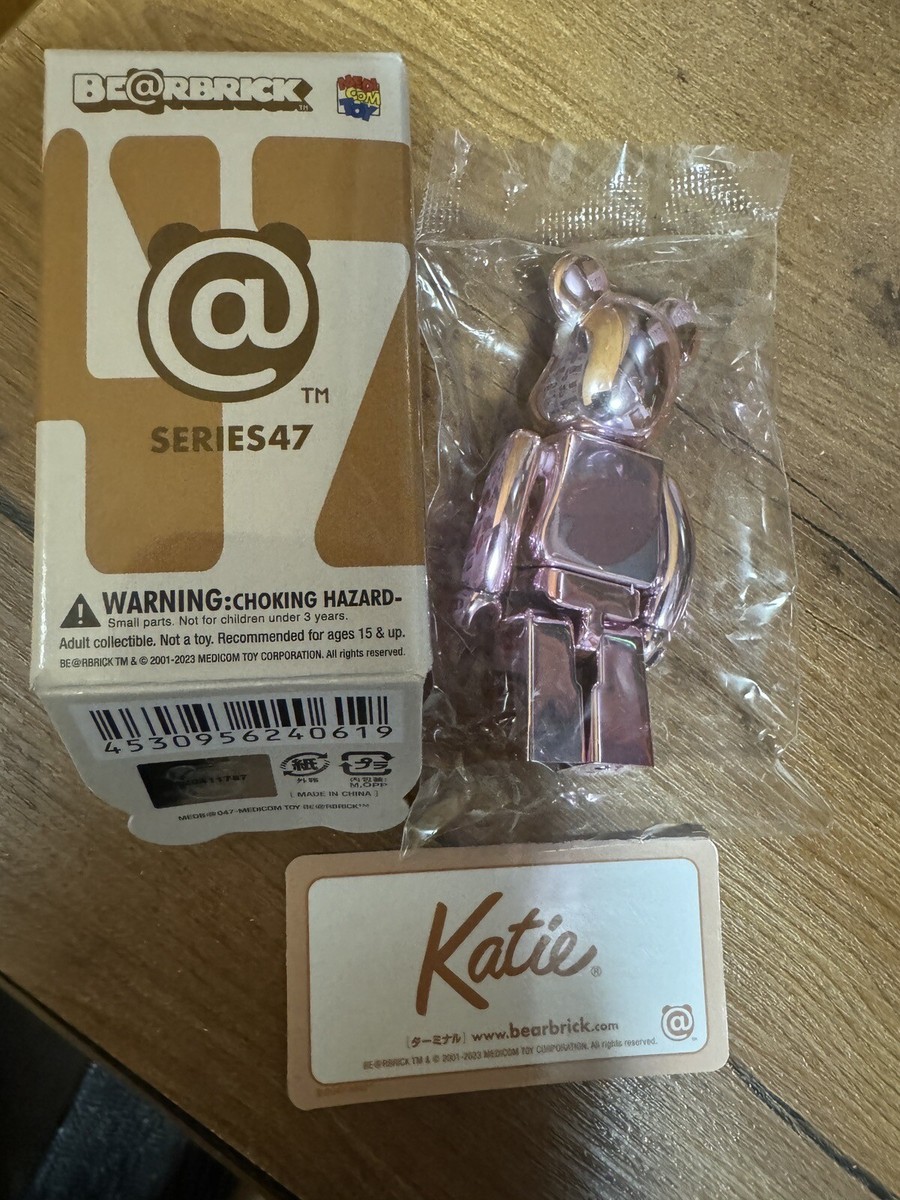 BE@RBRICK™
MEDI
COM
TOY
@
TM
SERIES47
WARNING:CHOKING HAZARD-
Small parts. Not for children under 3 years.
Adult collectible. Not a toy. Recommended for ages 15 & up.
BE@RBRICK TM & © 2001-2023 MEDICOM TOY CORPORATION. All rights reserved.
4530956240619
紙
外箱
プラ
内包装:
M,OPP
[ MADE IN CHINA ]
MEDB@047-MEDICOM TOY BE@RBRICK™
Katie®
[ターミナル] www.bearbrick.com
@
BE@RBRICK TM & © 2001-2023 MEDICOM TOY CORPORATION. All rights reserved.